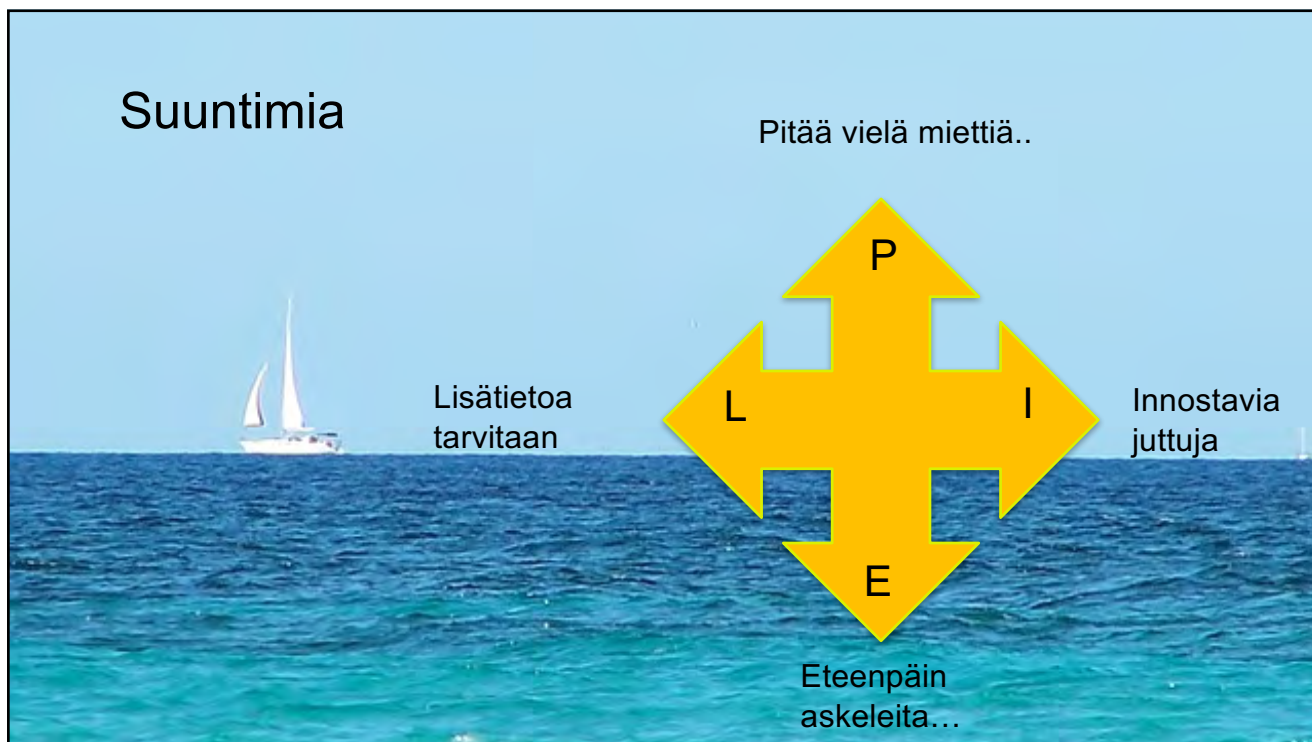 Suuntimia
Pitää vielä miettiä..
P
Lisätietoa
tarvitaan
L
I
Innostavia
juttuja
E
Eteenpäin
askeleita…